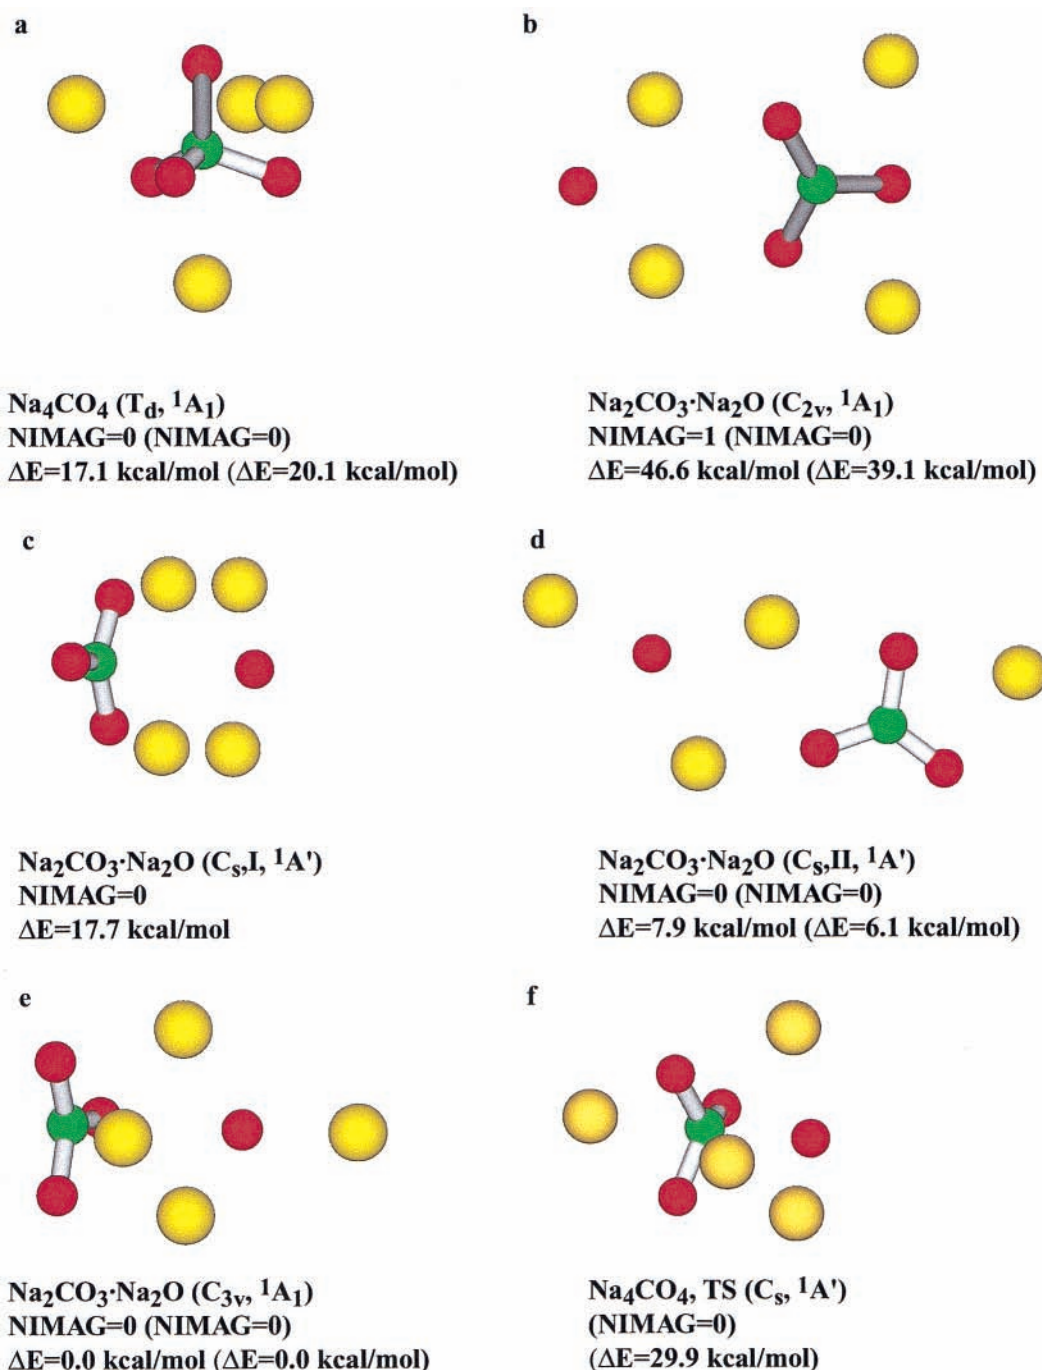 a
b
Na₄CO₄ (T_d, ¹A₁)
NIMAG=0 (NIMAG=0)
ΔE=17.1 kcal/mol (ΔE=20.1 kcal/mol)
Na₂CO₃·Na₂O (C₂ᵥ, ¹A₁)
NIMAG=1 (NIMAG=0)
ΔE=46.6 kcal/mol (ΔE=39.1 kcal/mol)
c
d
Na₂CO₃·Na₂O (Cₛ,I, ¹A')
NIMAG=0
ΔE=17.7 kcal/mol
Na₂CO₃·Na₂O (Cₛ,II, ¹A')
NIMAG=0 (NIMAG=0)
ΔE=7.9 kcal/mol (ΔE=6.1 kcal/mol)
e
f
Na₂CO₃·Na₂O (C₃ᵥ, ¹A₁)
NIMAG=0 (NIMAG=0)
ΔE=0.0 kcal/mol (ΔE=0.0 kcal/mol)
Na₄CO₄, TS (Cₛ, ¹A')
(NIMAG=0)
(ΔE=29.9 kcal/mol)